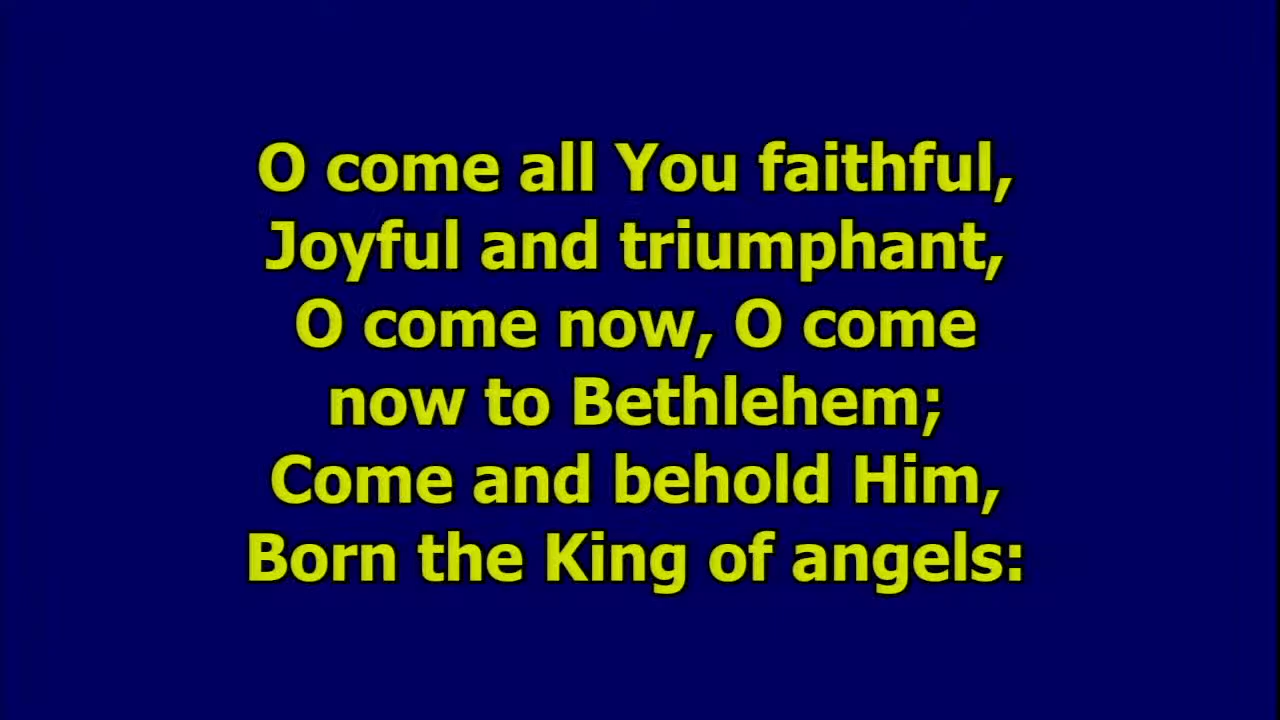 O come all You faithful,
Joyful and triumphant,
O come now, O come
now to Bethlehem;
Come and behold Him,
Born the King of angels: